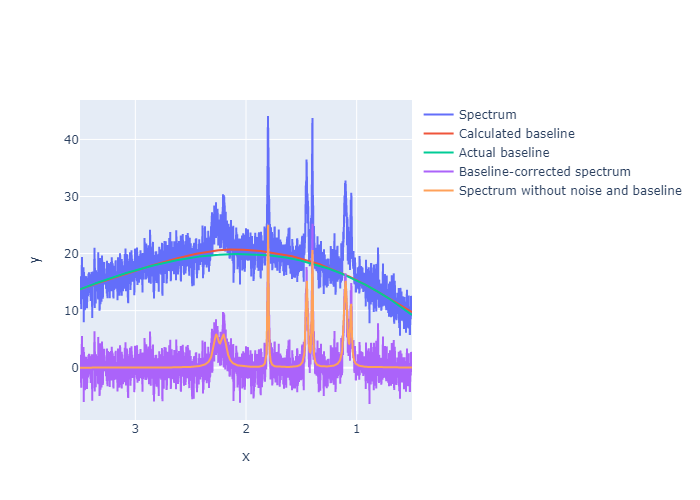 Spectrum
Calculated baseline
Actual baseline
Baseline-corrected spectrum
Spectrum without noise and baseline
40
30
20
10
0
y
3 2 1
x